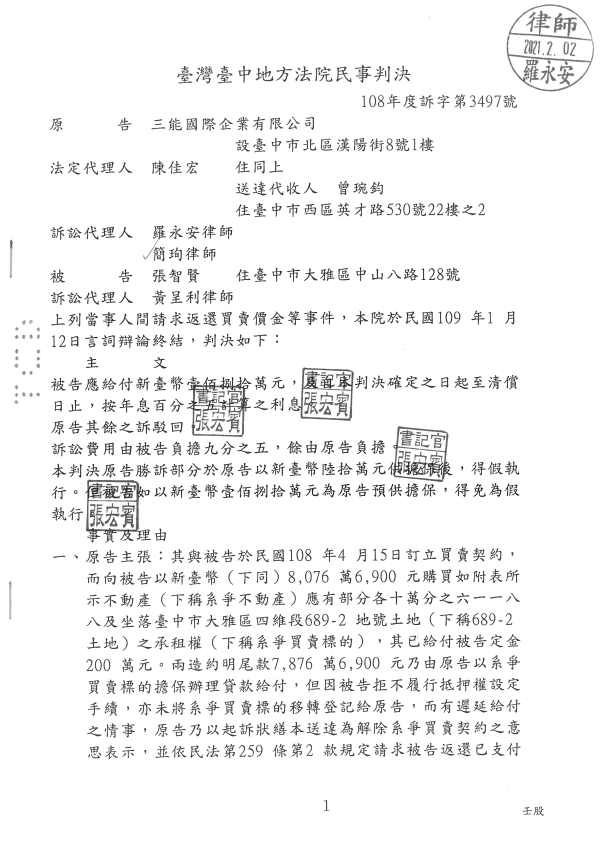 律師
2021.2.02
羅永安
臺灣臺中地方法院民事判決
108年度訴字第3497號
原　　　告　三能國際企業有限公司
設臺中市北區漢陽街8號1樓
法定代理人　陳佳宏　　住同上
送達代收人　曾琬鈞
住臺中市西區英才路530號22樓之2
訴訟代理人　羅永安律師
簡珣律師
被　　　告　張智賢　　住臺中市大雅區中山八路128號
訴訟代理人　黃呈利律師
上列當事人間請求返還買賣價金等事件，本院於民國109 年1 月
12日言詞辯論終結，判決如下：
主　　文
被告應給付新臺幣壹佰捌拾萬元，及自本判決確定之日起至清償
日止，按年息百分之五計算之利息。
原告其餘之訴駁回。
訴訟費用由被告負擔九分之五，餘由原告負擔。
本判決原告勝訴部分於原告以新臺幣陸拾萬元供擔保後，得假執
行。但被告如以新臺幣壹佰捌拾萬元為原告預供擔保，得免為假
執行。
書記官
張宏賓
書記官
張宏賓
書記官
張宏賓
書記官
張宏賓
事實及理由
一、原告主張：其與被告於民國108 年4 月15日訂立買賣契約，
而向被告以新臺幣（下同）8,076 萬6,900 元購買如附表所
示不動產（下稱系爭不動產）應有部分各十萬分之六一一八
八及坐落臺中市大雅區四維段689-2 地號土地（下稱689-2
土地）之承租權（下稱系爭買賣標的），其已給付被告定金
200 萬元。兩造約明尾款7,876 萬6,900 元乃由原告以系爭
買賣標的擔保辦理貸款給付，但因被告拒不履行抵押權設定
手續，亦未將系爭買賣標的移轉登記給原告，而有遲延給付
之情事，原告乃以起訴狀繕本送達為解除系爭買賣契約之意
思表示，並依民法第259 條第2 款規定請求被告返還已支付
1
壬股